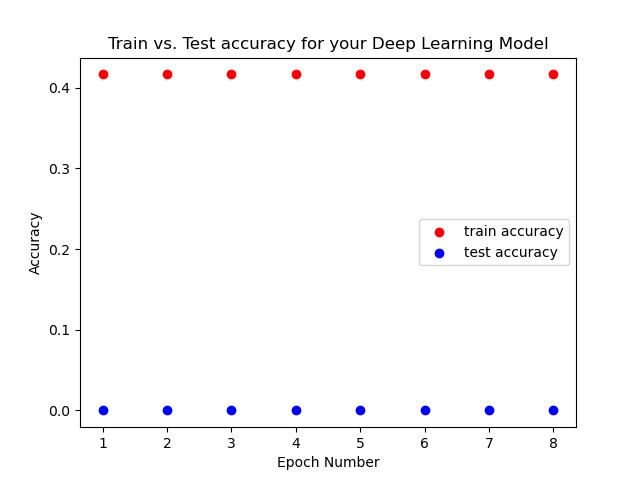 Train vs. Test accuracy for your Deep Learning Model
0.4
0.3
0.2
0.1
0.0
Accuracy
train accuracy
test accuracy
1 2 3 4 5 6 7 8
Epoch Number